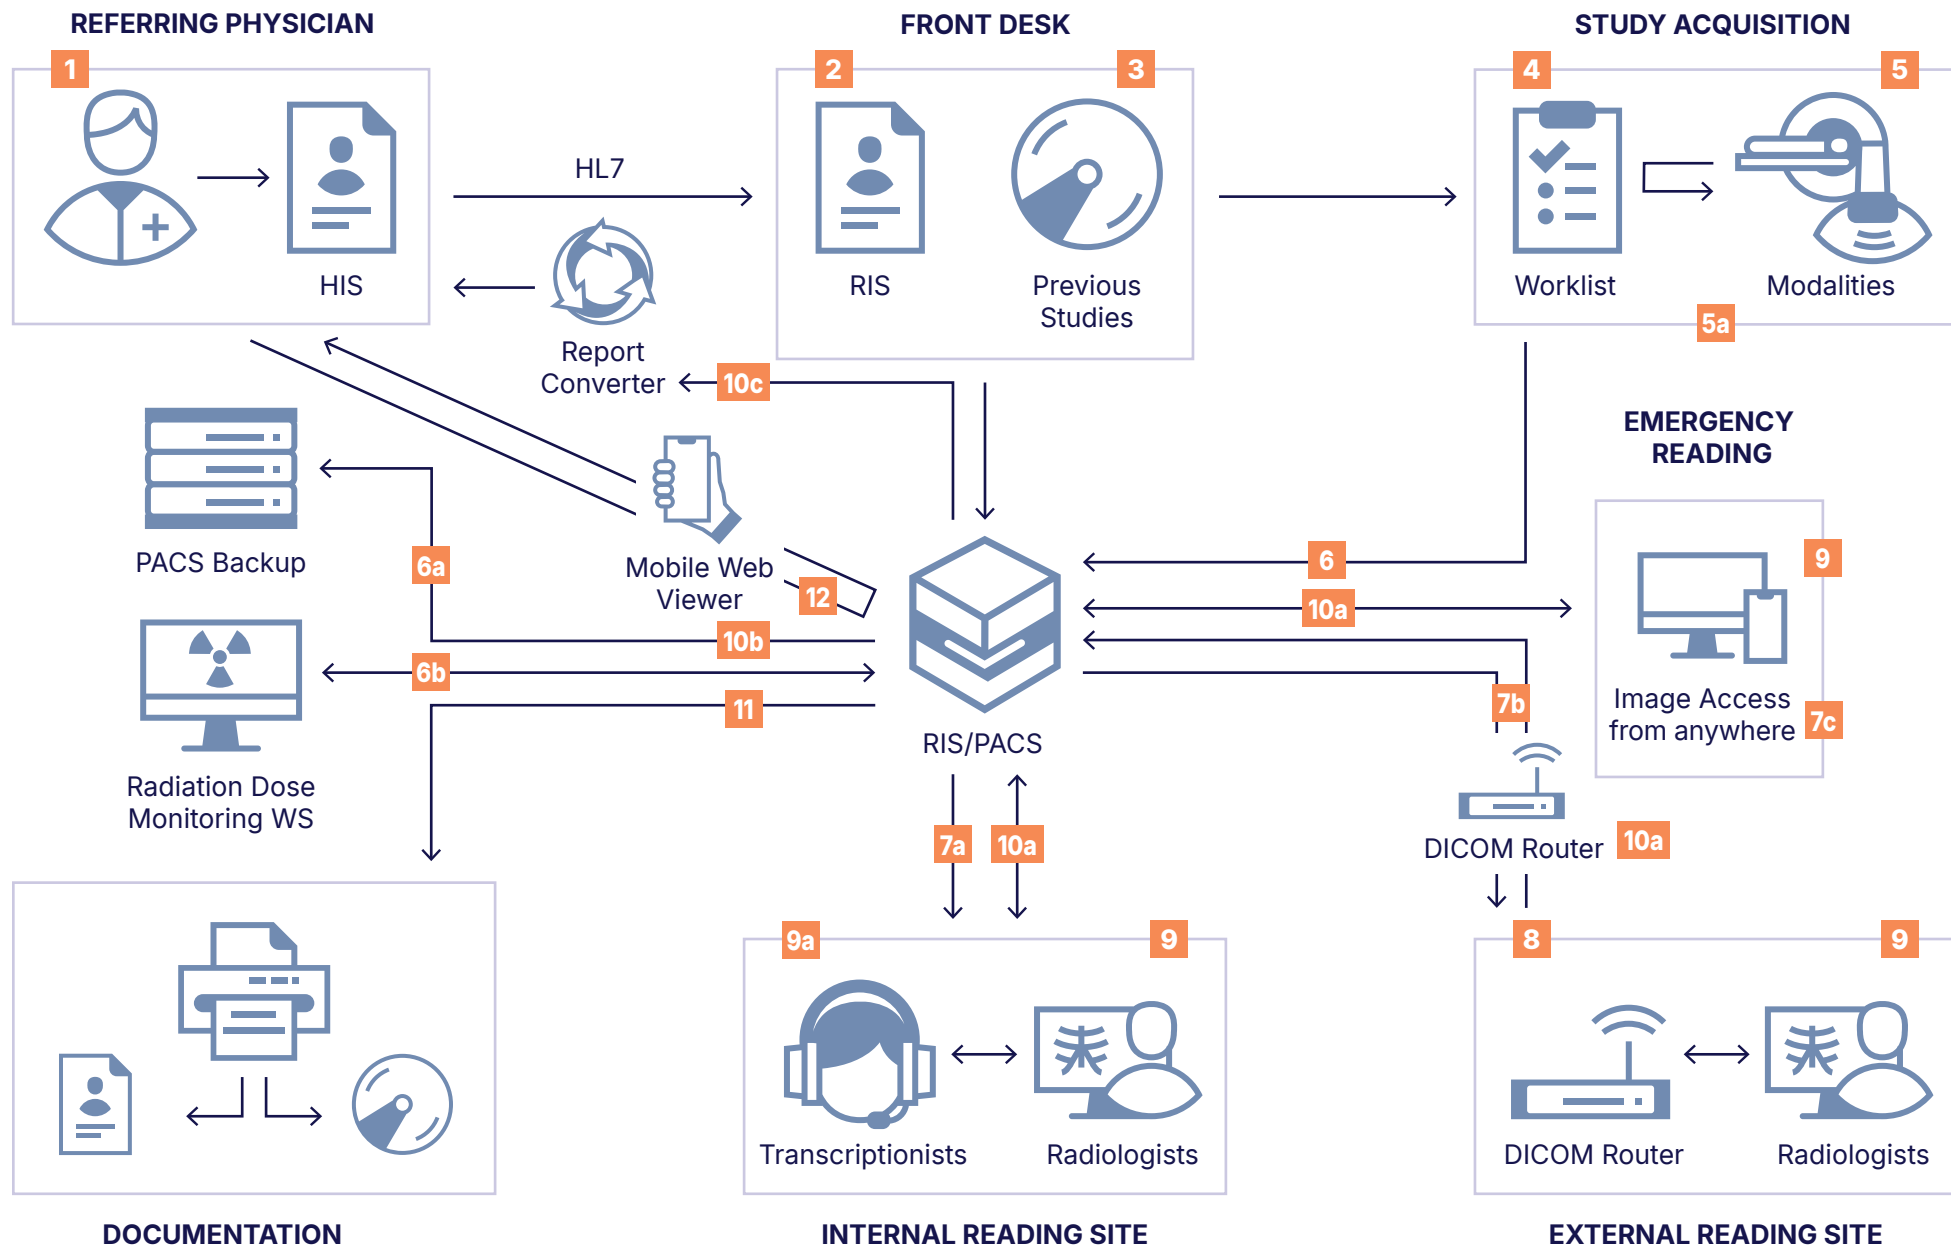 REFERRING PHYSICIAN
FRONT DESK
STUDY ACQUISITION
1
2
3
4
5
HL7
HIS
RIS
Previous
Studies
Worklist
Modalities
5a
Report
Converter
10c
EMERGENCY
READING
PACS Backup
6a
Mobile Web
Viewer
12
6
9
10a
10b
6b
11
7b
Image Access
from anywhere
7c
RIS/PACS
Radiation Dose
Monitoring WS
7a
10a
DICOM Router
10a
9a
9
8
9
Transcriptionists
Radiologists
DICOM Router
Radiologists
DOCUMENTATION
INTERNAL READING SITE
EXTERNAL READING SITE